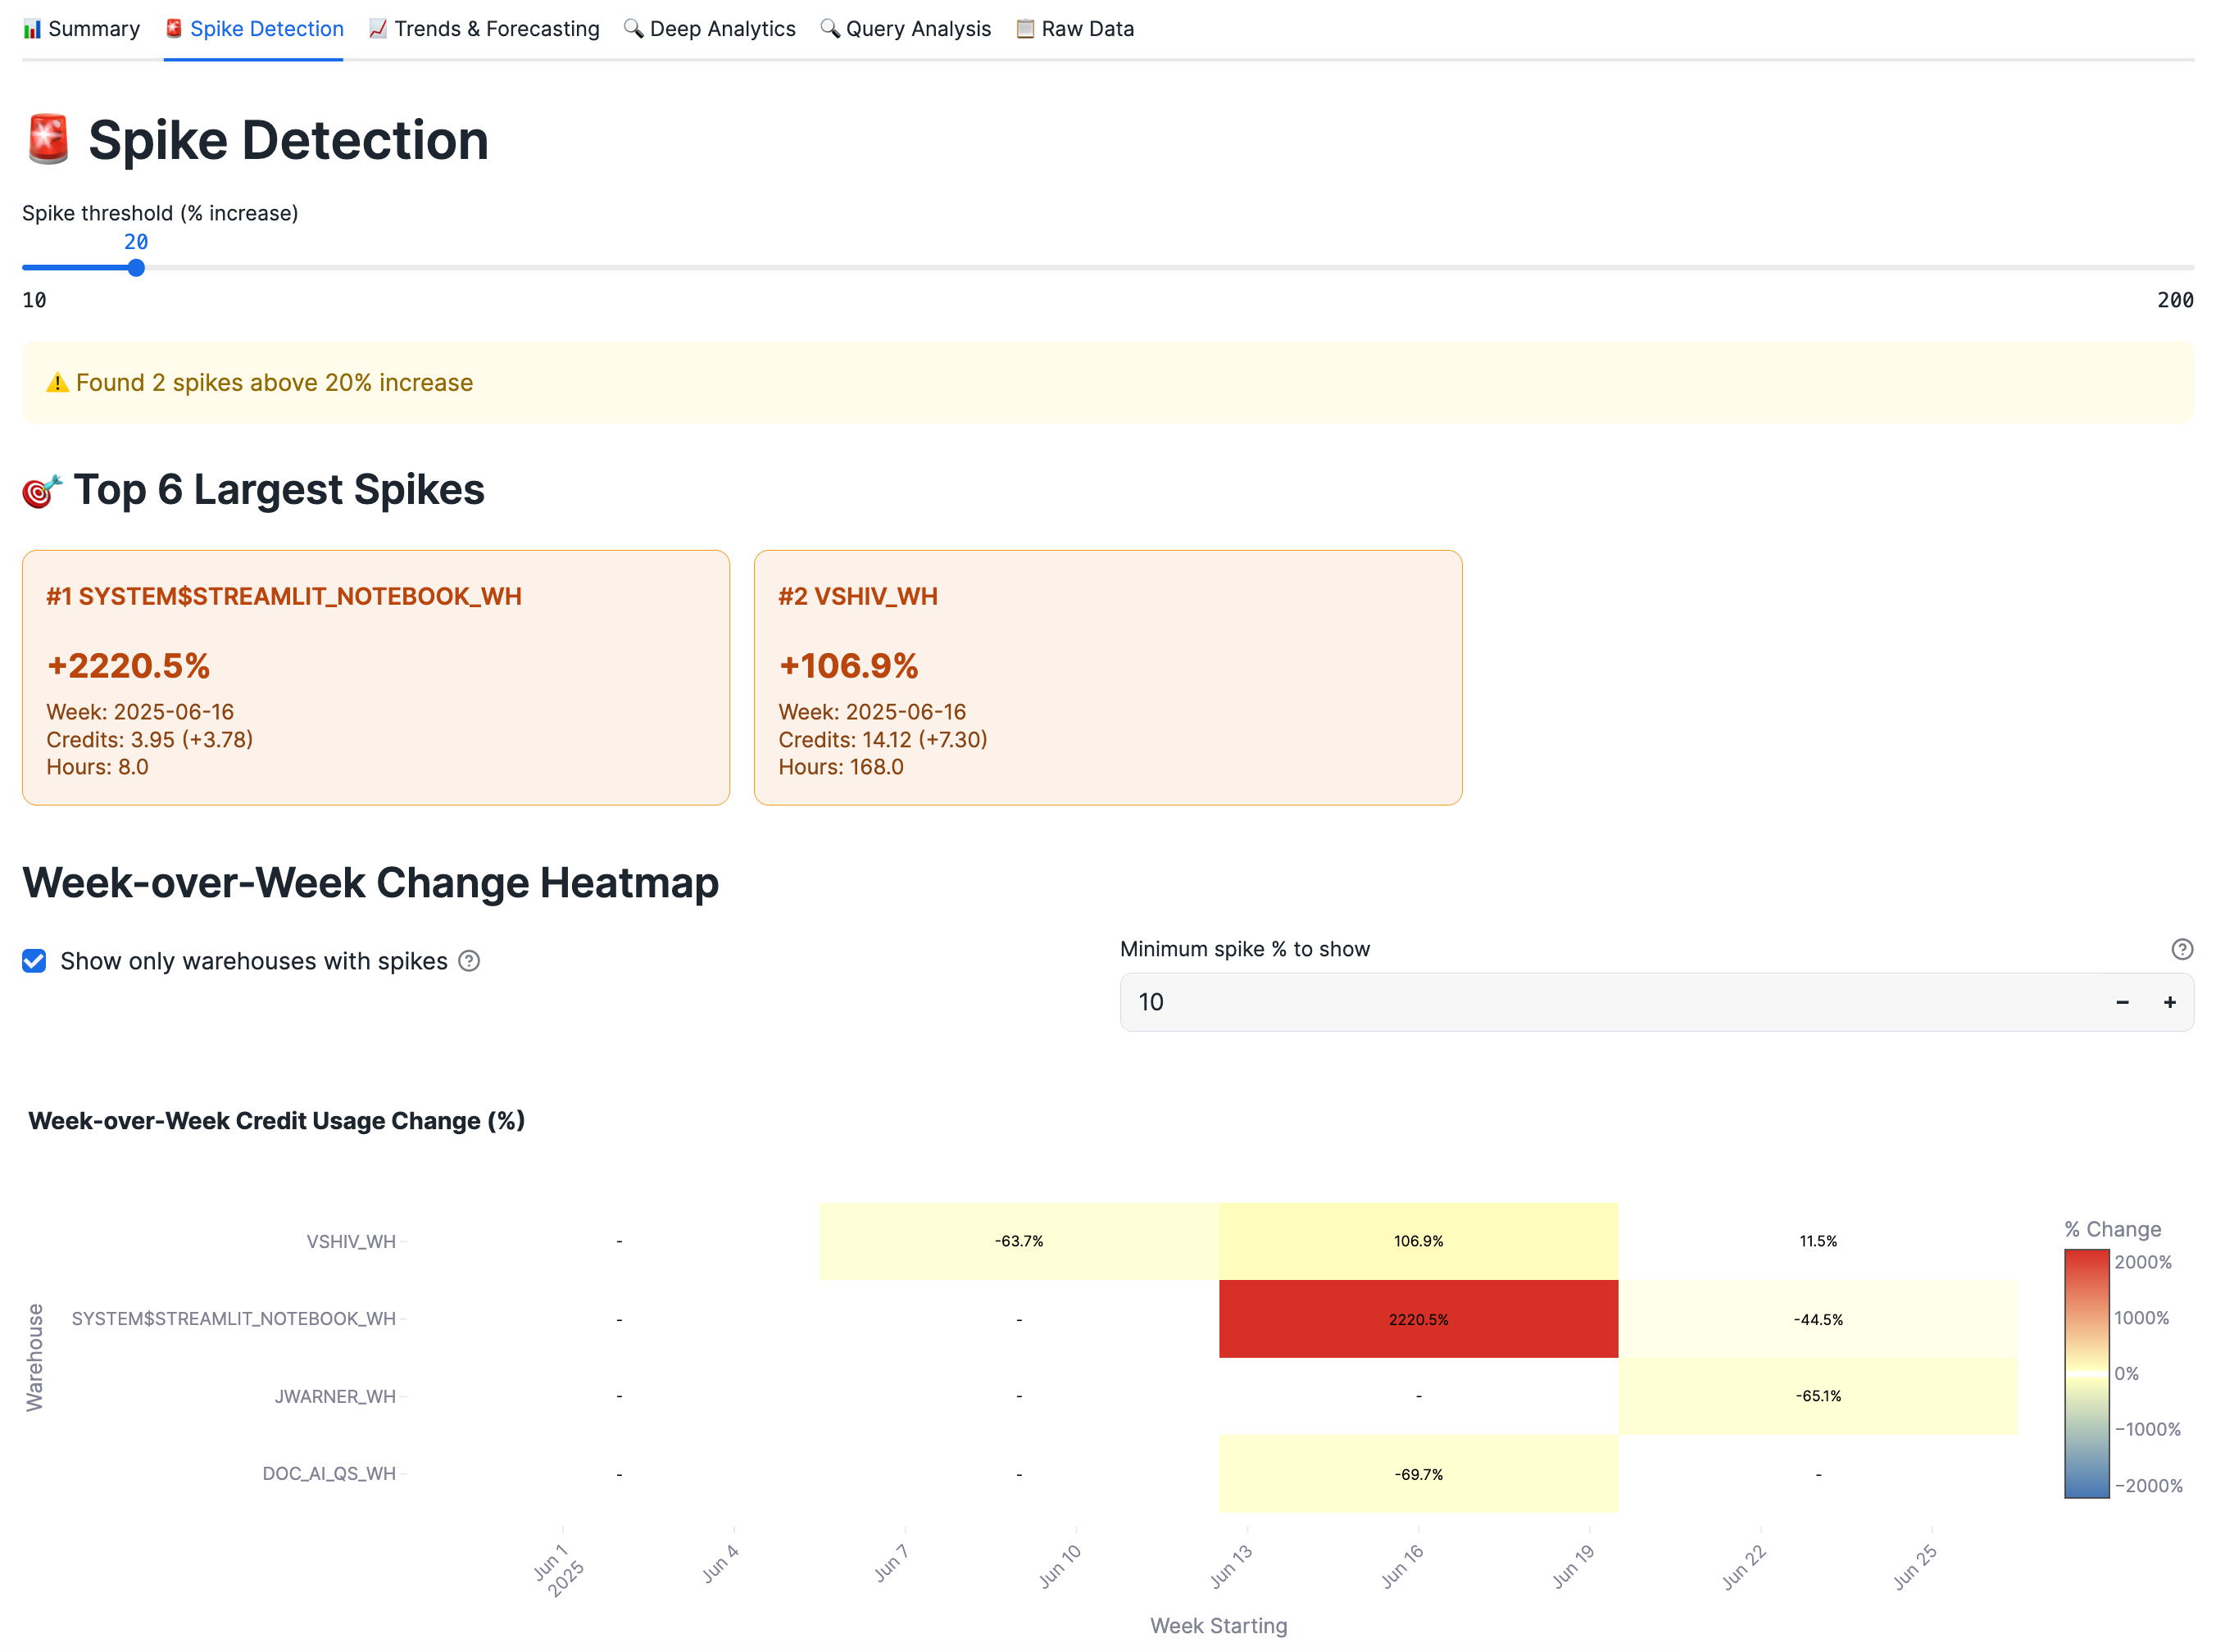 📊 Summary 🚨 Spike Detection 📈 Trends & Forecasting 🔍 Deep Analytics 🔍 Query Analysis 📋 Raw Data
🚨 Spike Detection
Spike threshold (% increase)
20
10 200
⚠️ Found 2 spikes above 20% increase
🎯 Top 6 Largest Spikes
#1 SYSTEM$STREAMLIT_NOTEBOOK_WH
+2220.5%
Week: 2025-06-16
Credits: 3.95 (+3.78)
Hours: 8.0
#2 VSHIV_WH
+106.9%
Week: 2025-06-16
Credits: 14.12 (+7.30)
Hours: 168.0
Week-over-Week Change Heatmap
Show only warehouses with spikes
Minimum spike % to show
10 − +
Week-over-Week Credit Usage Change (%)
Warehouse
VSHIV_WH - -63.7% 106.9% 11.5%
SYSTEM$STREAMLIT_NOTEBOOK_WH - - 2220.5% -44.5%
JWARNER_WH - - - -65.1%
DOC_AI_QS_WH - - -69.7% -
% Change
2000%
1000%
0%
−1000%
−2000%
Jun 1 Jun 4 Jun 7 Jun 10 Jun 13 Jun 16 Jun 19 Jun 22 Jun 25
2025
Week Starting